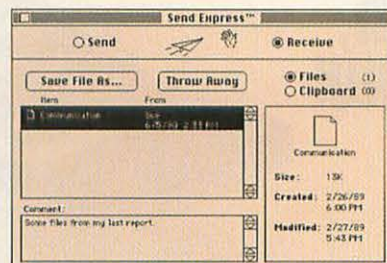 Send Express™
Send
Receive
Save File As...
Throw Away
Files (1)
Clipboard (0)
Item From
Communication
Communication
Size: 13K
Created: 2/26/89
6:00 PM
Modified: 2/27/89
5:43 PM
Comment:
Some files from my last report.